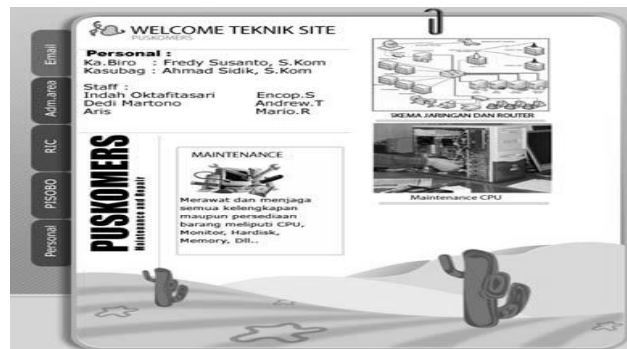 WELCOME TEKNIK SITE
PUSKOMERS
Personal :
Ka.Biro : Fredy Susanto, S.Kom
Kasubag : Ahmad Sidik, S.Kom
Staff :
Indah Oktafitasari Encop.S
Dedi Martono Andrew.T
Aris Mario.R
Email
Adm.area
RIC
PISOBO
Personal
SKEMA JARINGAN DAN ROUTER
Maintenance CPU
PUSKOMERS
Maintenance and Repair
MAINTENANCE
Merawat dan menjaga
semua kelengkapan
maupun persediaan
barang meliputi CPU,
Monitor, Hardisk,
Memory, Dll..